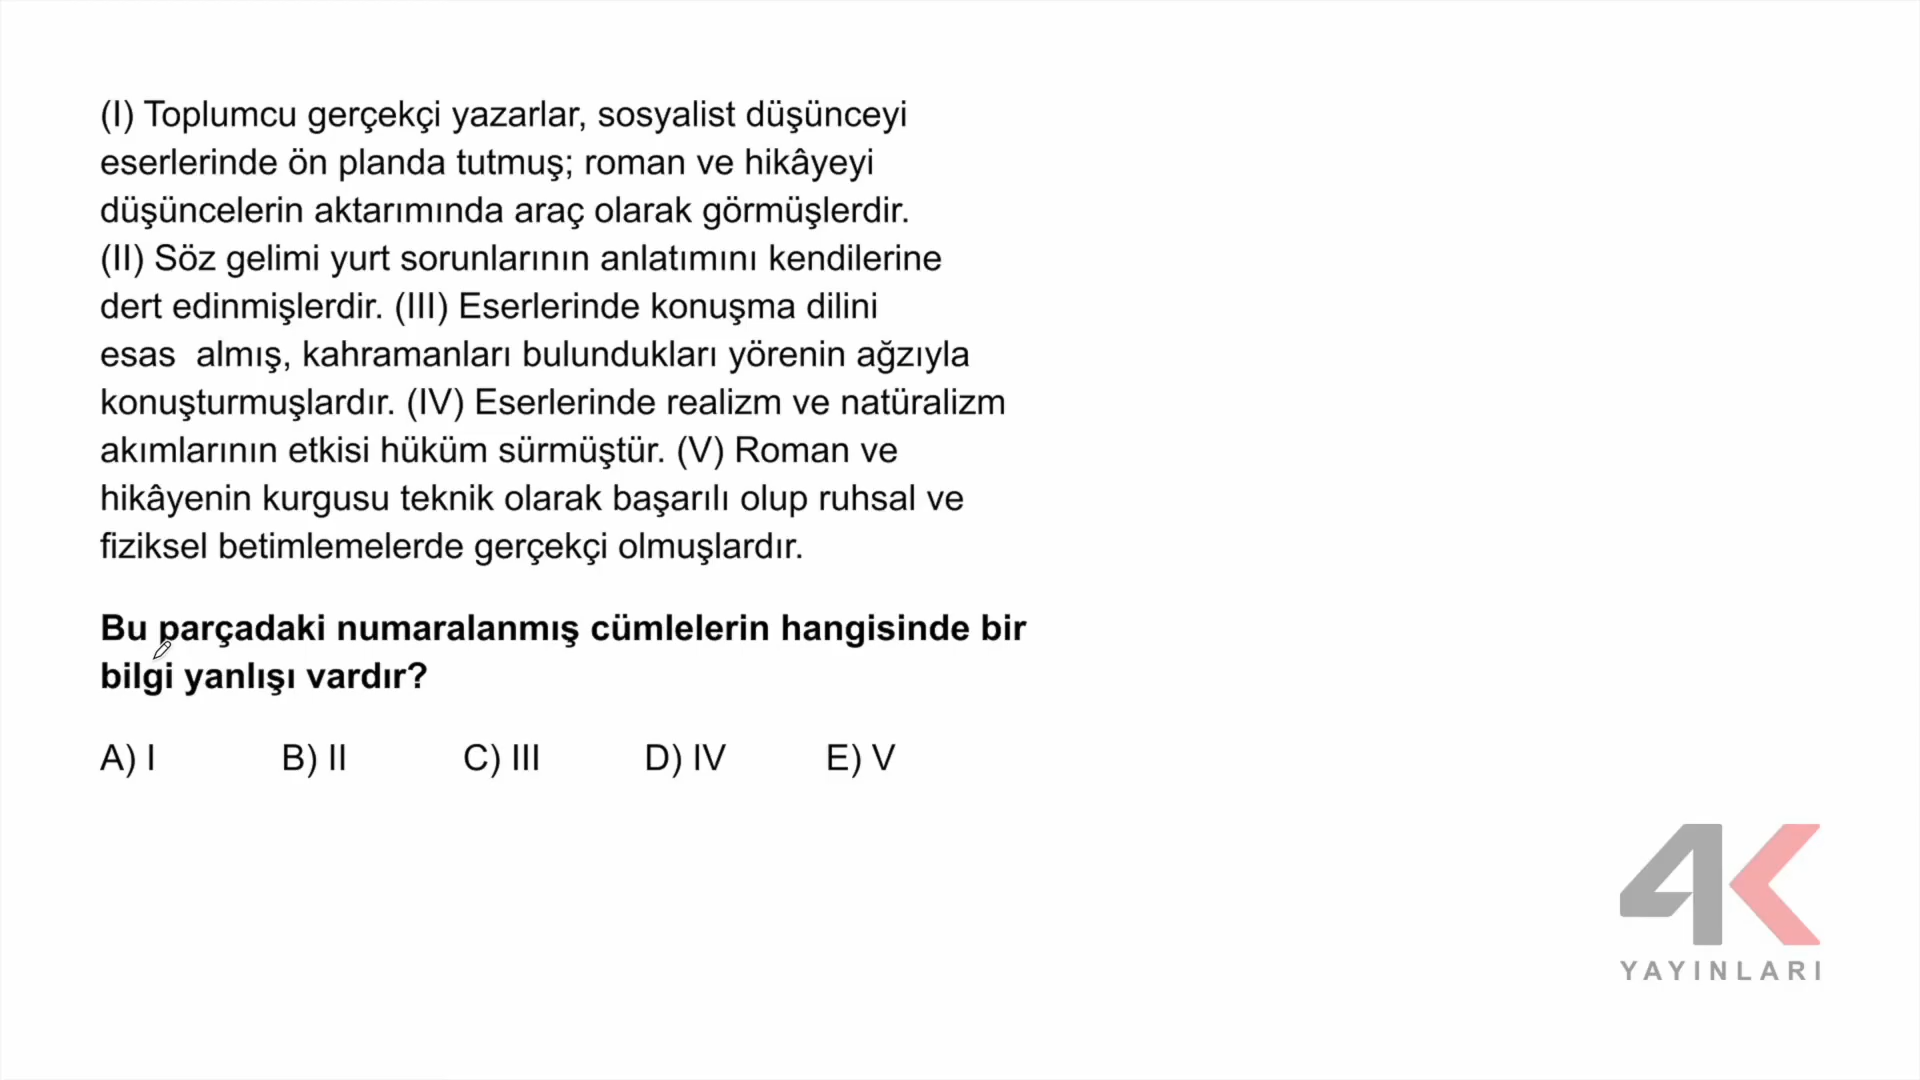 (I) Toplumcu gerçekçi yazarlar, sosyalist düşünceyi
eserlerinde ön planda tutmuş; roman ve hikâyeyi
düşüncelerin aktarımında araç olarak görmüşlerdir.
(II) Söz gelimi yurt sorunlarının anlatımını kendilerine
dert edinmişlerdir. (III) Eserlerinde konuşma dilini
esas  almış, kahramanları bulundukları yörenin ağzıyla
konuşturmuşlardır. (IV) Eserlerinde realizm ve natüralizm
akımlarının etkisi hüküm sürmüştür. (V) Roman ve
hikâyenin kurgusu teknik olarak başarılı olup ruhsal ve
fiziksel betimlemelerde gerçekçi olmuşlardır.
Bu parçadaki numaralanmış cümlelerin hangisinde bir
bilgi yanlışı vardır?
A) I B) II C) III D) IV E) V
4K
YAYINLARI